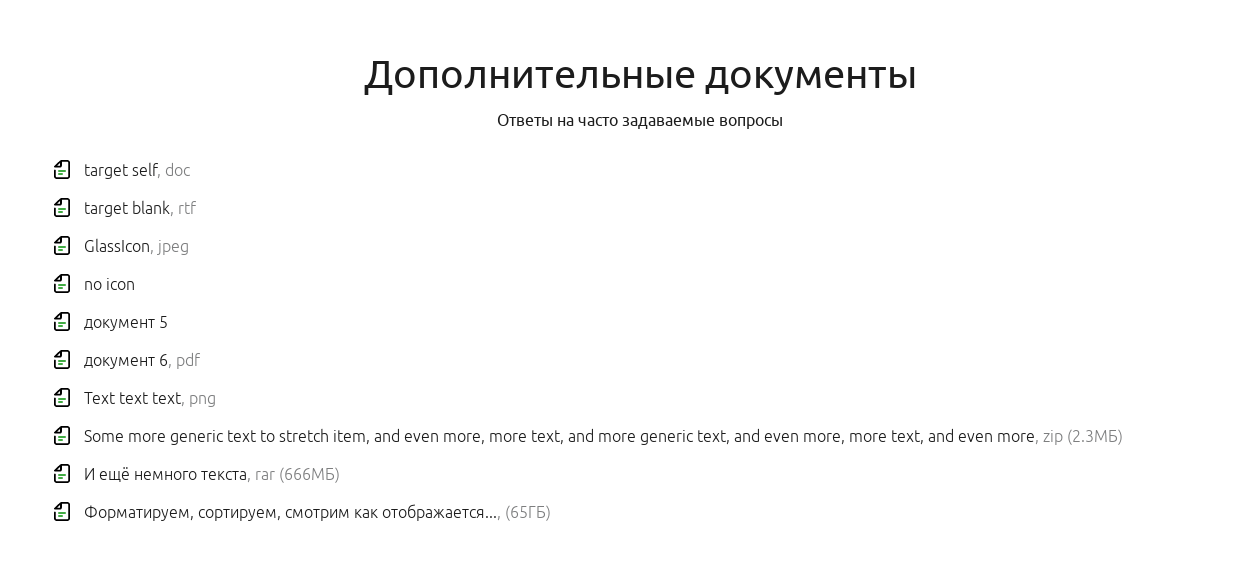 Дополнительные документы
Ответы на часто задаваемые вопросы
target self, doc
target blank, rtf
GlassIcon, jpeg
no icon
документ 5
документ 6, pdf
Text text text, png
Some more generic text to stretch item, and even more, more text, and more generic text, and even more, more text, and even more, zip (2.3МБ)
И ещё немного текста, rar (666МБ)
Форматируем, сортируем, смотрим как отображается..., (65ГБ)